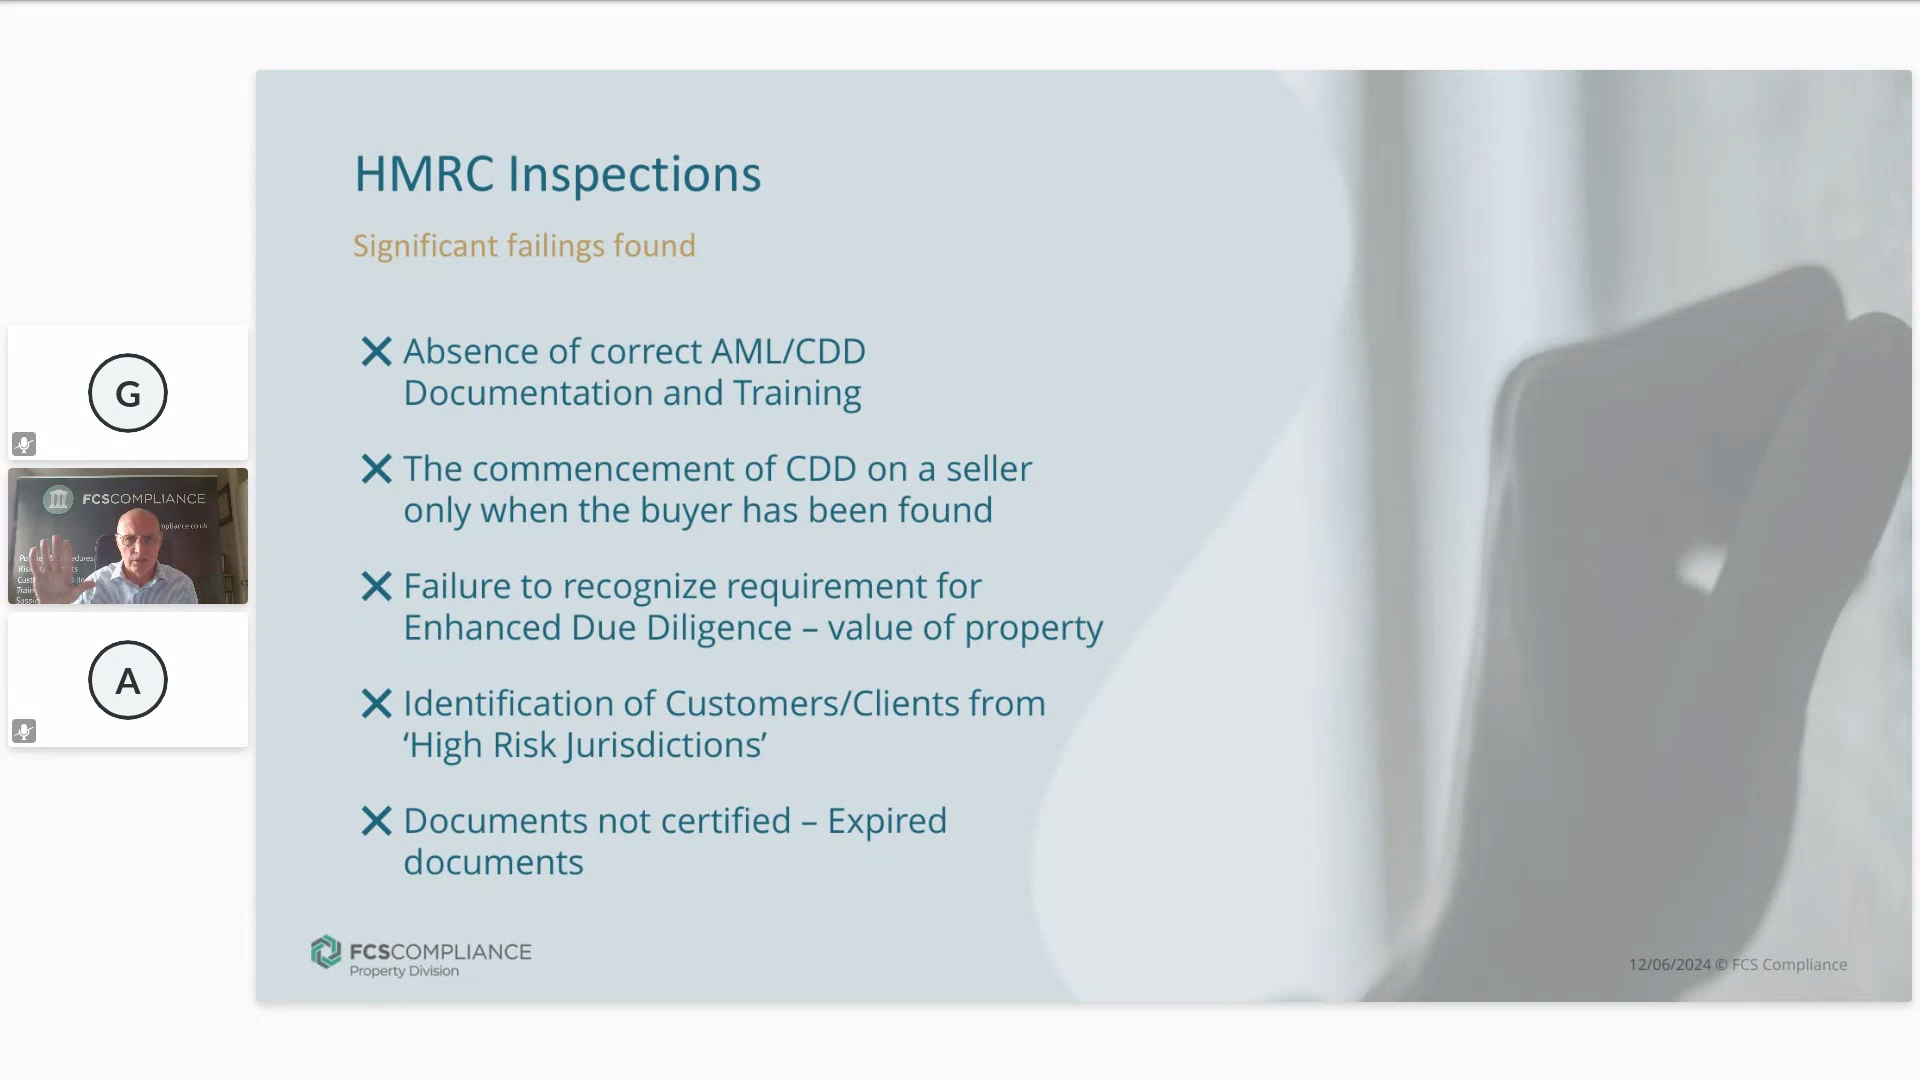 HMRC Inspections
Significant failings found
Absence of correct AML/CDD
Documentation and Training
The commencement of CDD on a seller
only when the buyer has been found
Failure to recognize requirement for
Enhanced Due Diligence – value of property
Identification of Customers/Clients from
‘High Risk Jurisdictions’
Documents not certified – Expired
documents
FCSCOMPLIANCE
Property Division
12/06/2024 © FCS Compliance
G
FCSCOMPLIANCE
mpliance.co.uk
A